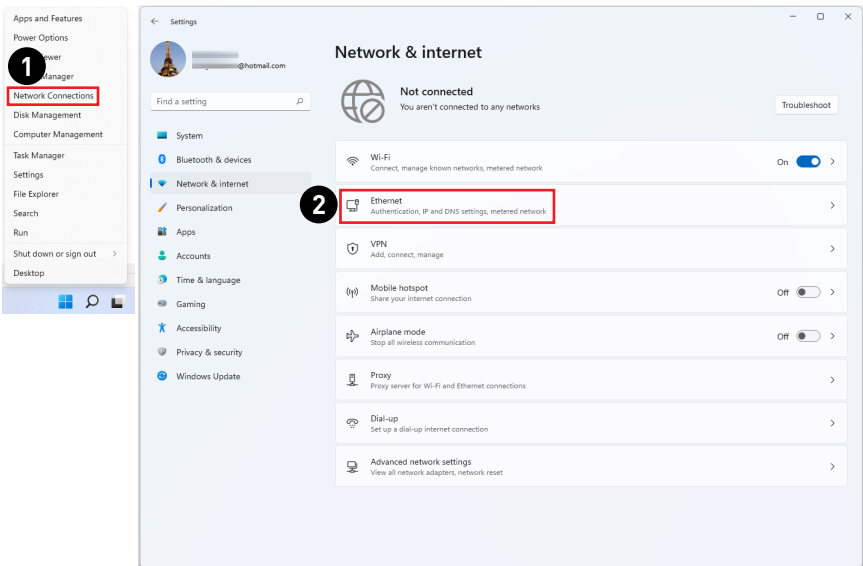 Apps and Features
Power Options
ewer
1
Manager
Network Connections
Disk Management
Computer Management
Task Manager
Settings
File Explorer
Search
Run
Shut down or sign out
Desktop
Settings
@hotmail.com
Find a setting
System
Bluetooth & devices
Network & internet
Personalization
Apps
Accounts
Time & language
Gaming
Accessibility
Privacy & security
Windows Update
Network & internet
Not connected
You aren't connected to any networks
Troubleshoot
Wi-Fi
Connect, manage known networks, metered network
On
2
Ethernet
Authentication, IP and DNS settings, metered network
VPN
Add, connect, manage
Mobile hotspot
Share your internet connection
Off
Airplane mode
Stop all wireless communication
Off
Proxy
Proxy server for Wi-Fi and Ethernet connections
Dial-up
Set up a dial-up internet connection
Advanced network settings
View all network adapters, network reset